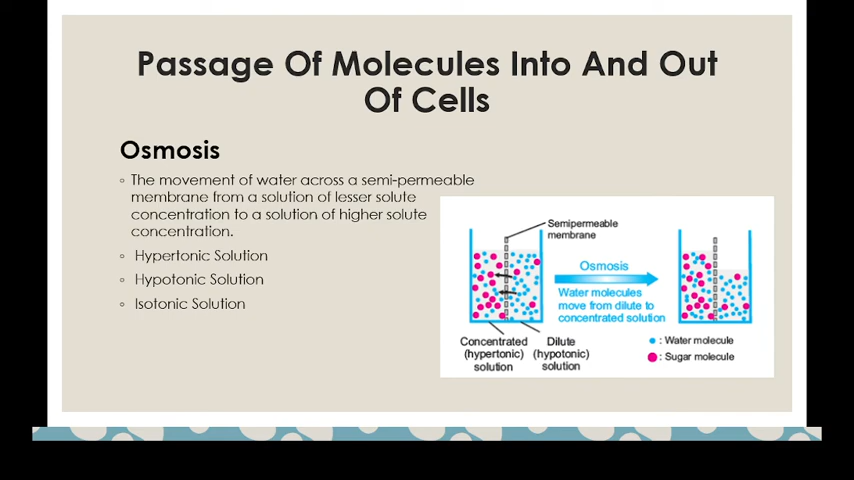 Passage Of Molecules Into And Out
Of Cells
Osmosis
◦ The movement of water across a semi-permeable
membrane from a solution of lesser solute
concentration to a solution of higher solute
concentration.
◦ Hypertonic Solution
◦ Hypotonic Solution
◦ Isotonic Solution
Semipermeable
membrane
Osmosis
Water molecules
move from dilute to
concentrated solution
Concentrated
(hypertonic)
solution
Dilute
(hypotonic)
solution
: Water molecule
: Sugar molecule